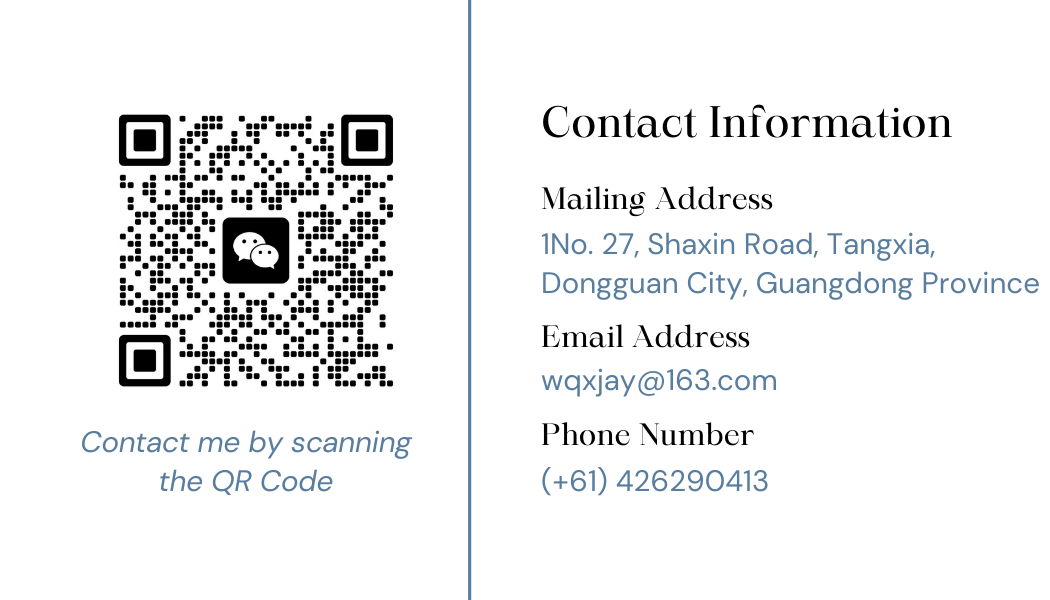 Contact me by scanning
the QR Code
Contact Information
Mailing Address
1No. 27, Shaxin Road, Tangxia,
Dongguan City, Guangdong Province
Email Address
wqxjay@163.com
Phone Number
(+61) 426290413